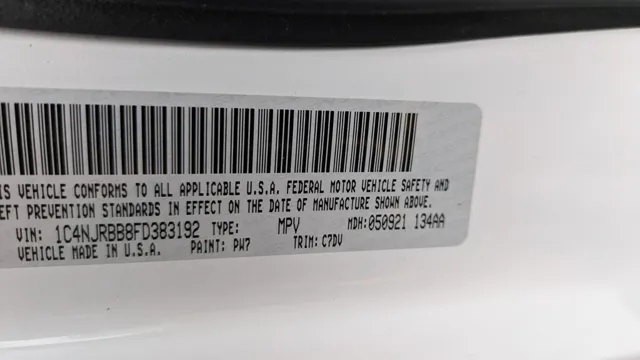 IS VEHICLE CONFORMS TO ALL APPLICABLE U.S.A. FEDERAL MOTOR VEHICLE SAFETY AND
EFT PREVENTION STANDARDS IN EFFECT ON THE DATE OF MANUFACTURE SHOWN ABOVE.
VIN: 1C4NJRBB8FD383192 TYPE: MPV MDH:050921 134AA
VEHICLE MADE IN U.S.A. PAINT: PW7 TRIM: C7DV